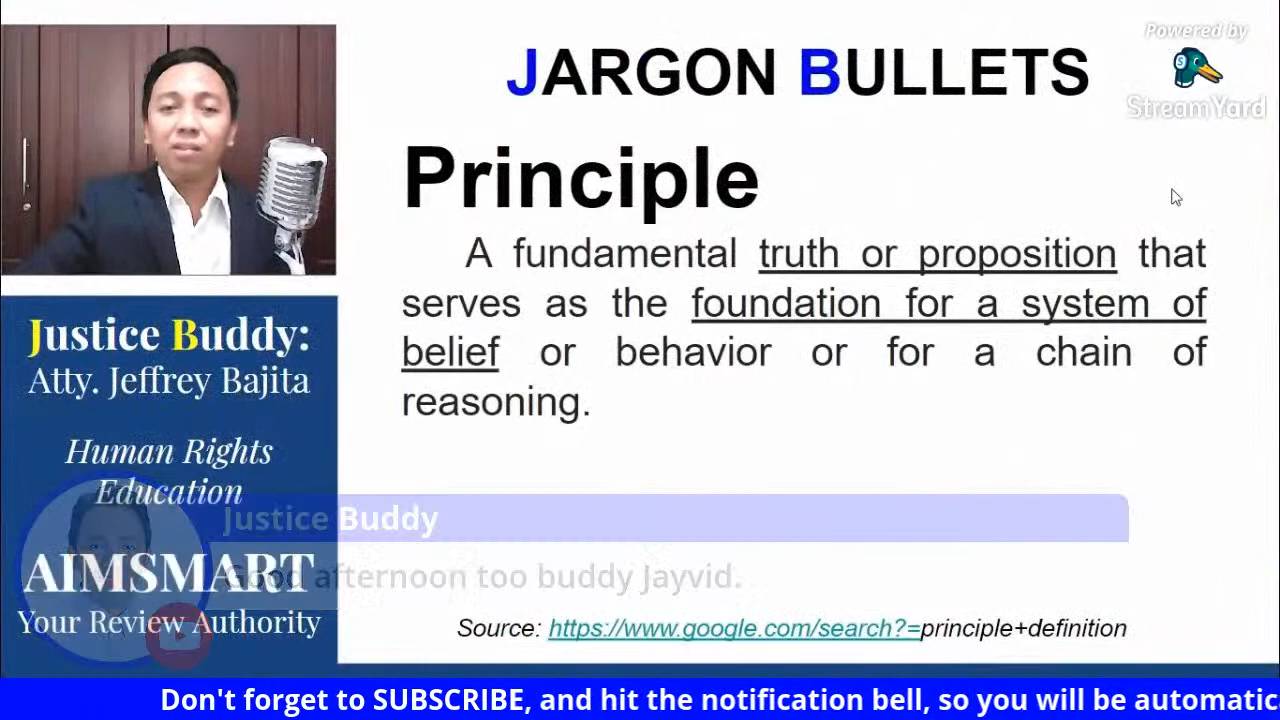 Powered by
StreamYard
JARGON BULLETS
Principle
A fundamental truth or proposition that
serves as the foundation for a system of
belief or behavior or for a chain of
reasoning.
Source: https://www.google.com/search?=principle+definition
Justice Buddy:
Atty. Jeffrey Bajita
Human Rights
Education
AIMSMART
Your Review Authority
Justice Buddy
Good afternoon too buddy Jayvid.
Don't forget to SUBSCRIBE, and hit the notification bell, so you will be automatic